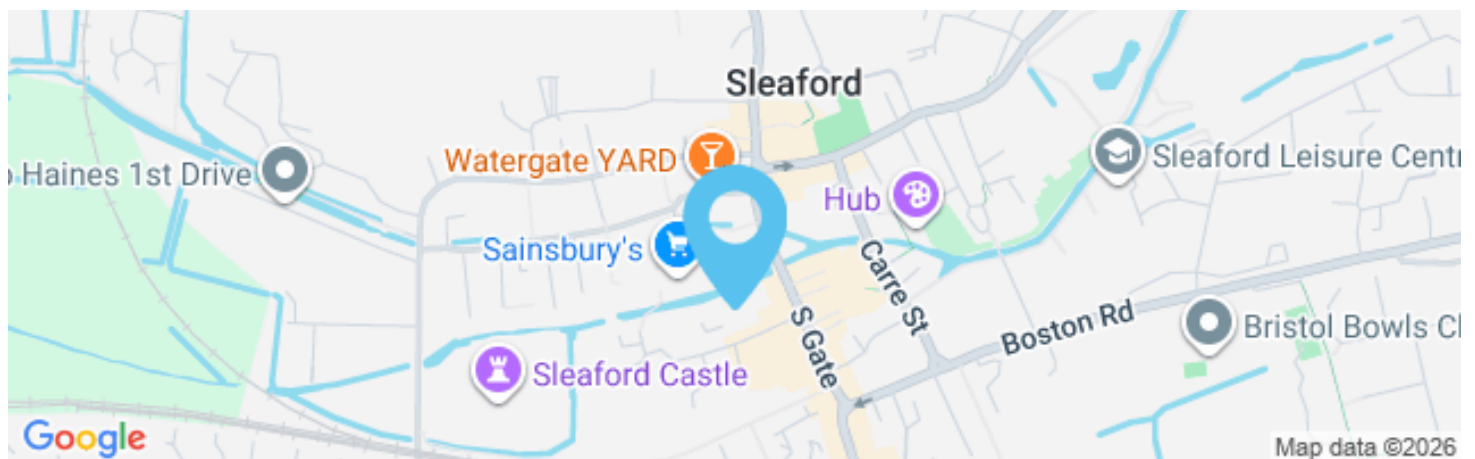 Sleaford
Watergate YARD
Haines 1st Drive
Hub
Sleaford Leisure Centr
Sainsbury's
Carre St
S Gate
Boston Rd
Bristol Bowls Cl
Sleaford Castle
Google
Map data ©2026